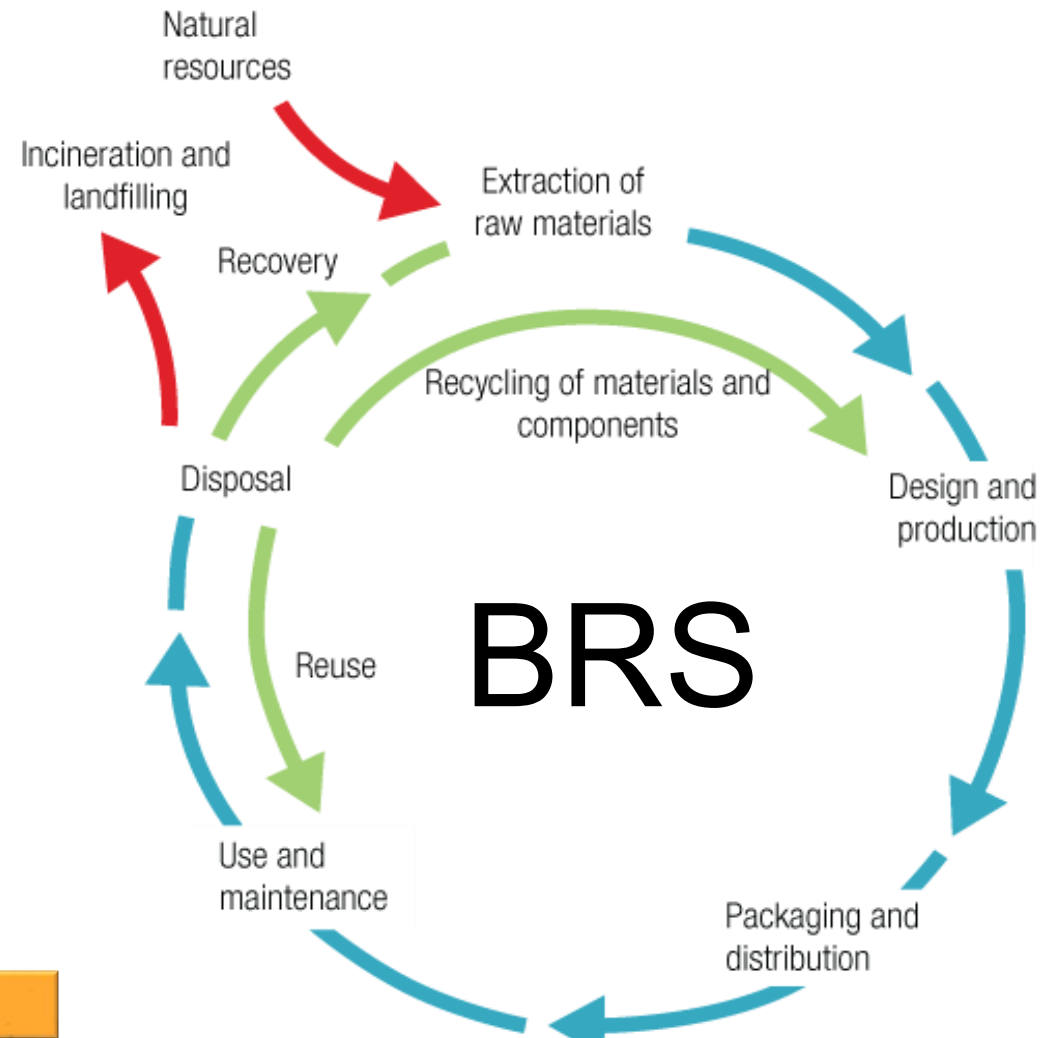 Natural
resources
Incineration and
landfilling
Extraction of
raw materials
Recovery
Recycling of materials and
components
Disposal
Design and
production
BRS
Reuse
Use and
maintenance
Packaging and
distribution